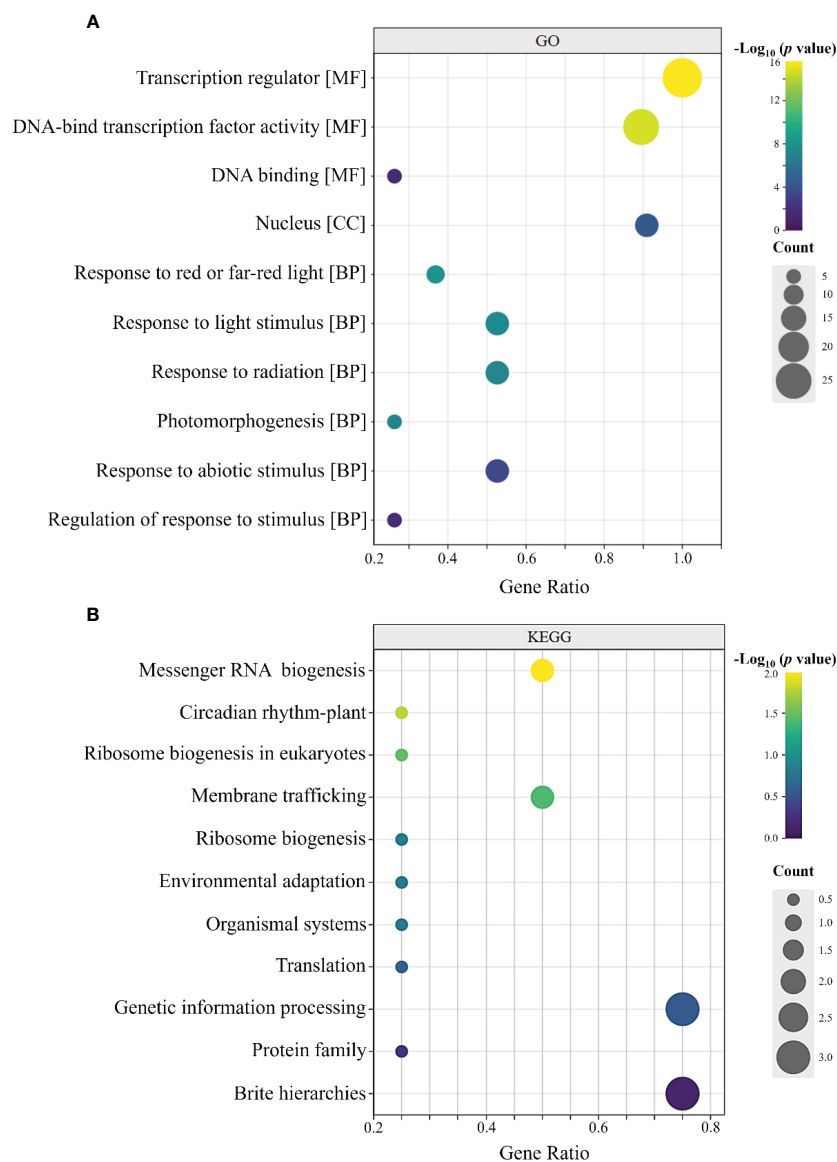 A
GO
Transcription regulator [MF]
DNA-bind transcription factor activity [MF]
DNA binding [MF]
Nucleus [CC]
Response to red or far-red light [BP]
Response to light stimulus [BP]
Response to radiation [BP]
Photomorphogenesis [BP]
Response to abiotic stimulus [BP]
Regulation of response to stimulus [BP]
0.2 0.4 0.6 0.8 1.0
Gene Ratio
-Log10 (p value)
16
12
8
4
0
Count
5
10
15
20
25
B
KEGG
Messenger RNA biogenesis
Circadian rhythm-plant
Ribosome biogenesis in eukaryotes
Membrane trafficking
Ribosome biogenesis
Environmental adaptation
Organismal systems
Translation
Genetic information processing
Protein family
Brite hierarchies
0.2 0.4 0.6 0.8
Gene Ratio
-Log10 (p value)
2.0
1.5
1.0
0.5
0.0
Count
0.5
1.0
1.5
2.0
2.5
3.0